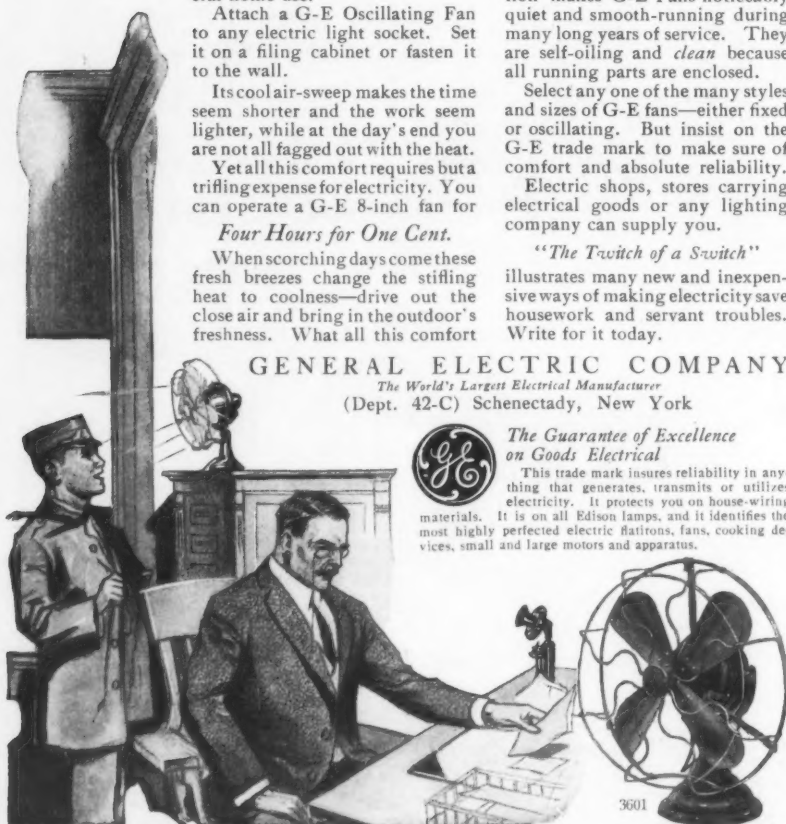 Attach a G-E Oscillating Fan
to any electric light socket. Set
it on a filing cabinet or fasten it
to the wall.
Its cool air-sweep makes the time
seem shorter and the work seem
lighter, while at the day's end you
are not all fagged out with the heat.
Yet all this comfort requires but a
trifling expense for electricity. You
can operate a G-E 8-inch fan for
Four Hours for One Cent.
When scorching days come these
fresh breezes change the stifling
heat to coolness—drive out the
close air and bring in the outdoor's
freshness. What all this comfort
quiet and smooth-running during
many long years of service. They
are self-oiling and clean because
all running parts are enclosed.
Select any one of the many styles
and sizes of G-E fans—either fixed
or oscillating. But insist on the
G-E trade mark to make sure of
comfort and absolute reliability.
Electric shops, stores carrying
electrical goods or any lighting
company can supply you.
"The Twitch of a Switch"
illustrates many new and inexpen-
sive ways of making electricity save
housework and servant troubles.
Write for it today.
GENERAL ELECTRIC COMPANY
The World's Largest Electrical Manufacturer
(Dept. 42-C) Schenectady, New York
GE
The Guarantee of Excellence
on Goods Electrical
This trade mark insures reliability in any-
thing that generates, transmits or utilizes
electricity. It protects you on house-wiring
materials. It is on all Edison lamps, and it identifies the
most highly perfected electric flatirons, fans, cooking de-
vices, small and large motors and apparatus.
3601